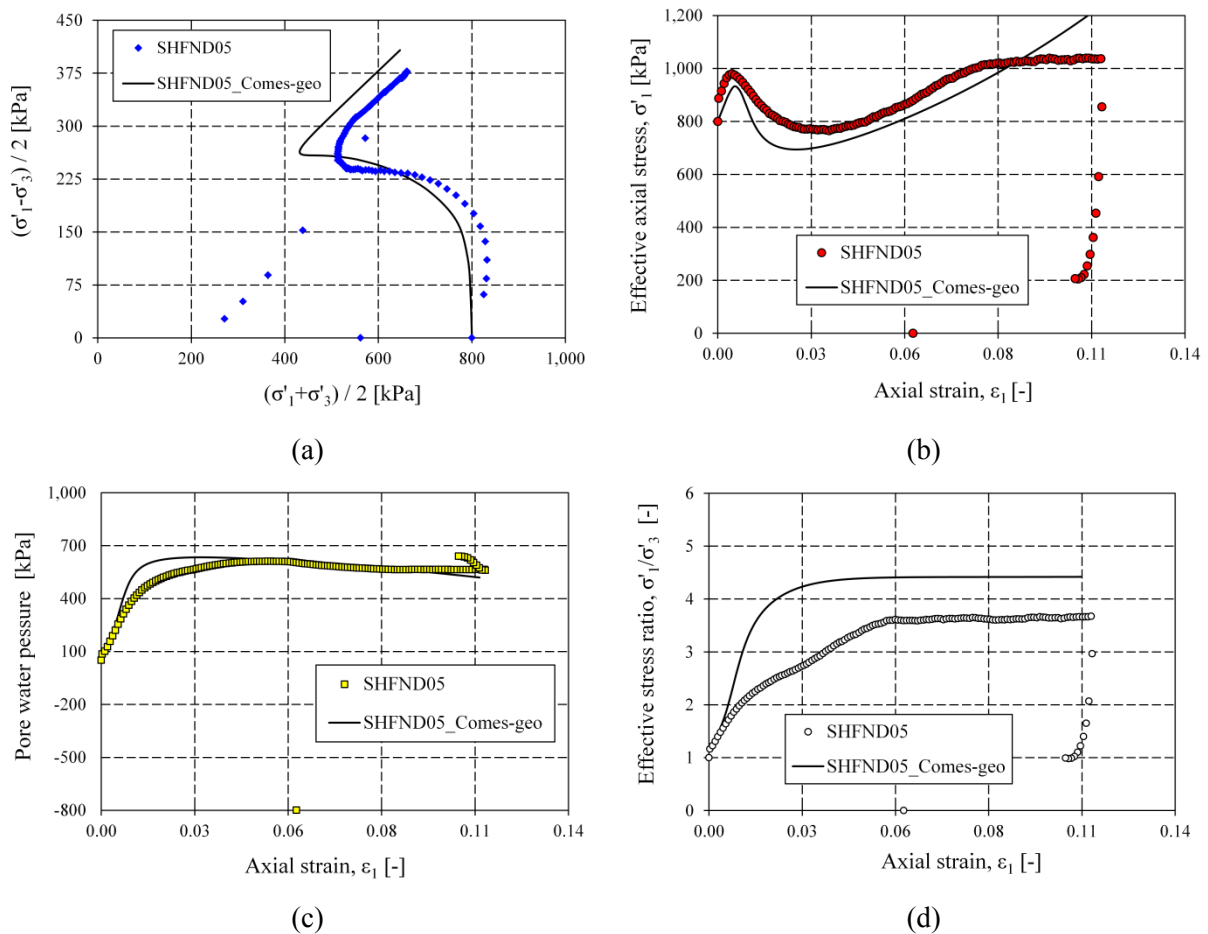 450
375
300
225
150
75
0
(σ'1-σ'3) / 2 [kPa]
SHFND05
SHFND05_Comes-geo
0 200 400 600 800 1,000
(σ'1+σ'3) / 2 [kPa]
(a)
1,200
1,000
800
600
400
200
0
Effective axial stress, σ'1 [kPa]
SHFND05
SHFND05_Comes-geo
0.00 0.03 0.06 0.08 0.11 0.14
Axial strain, ε1 [-]
(b)
1,000
700
400
100
-200
-500
-800
Pore water pessure [kPa]
SHFND05
SHFND05_Comes-geo
0.00 0.03 0.06 0.08 0.11 0.14
Axial strain, ε1 [-]
(c)
6
5
4
3
2
1
0
Effective stress ratio, σ'1/σ'3 [-]
SHFND05
SHFND05_Comes-geo
0.00 0.03 0.06 0.08 0.11 0.14
Axial strain, ε1 [-]
(d)